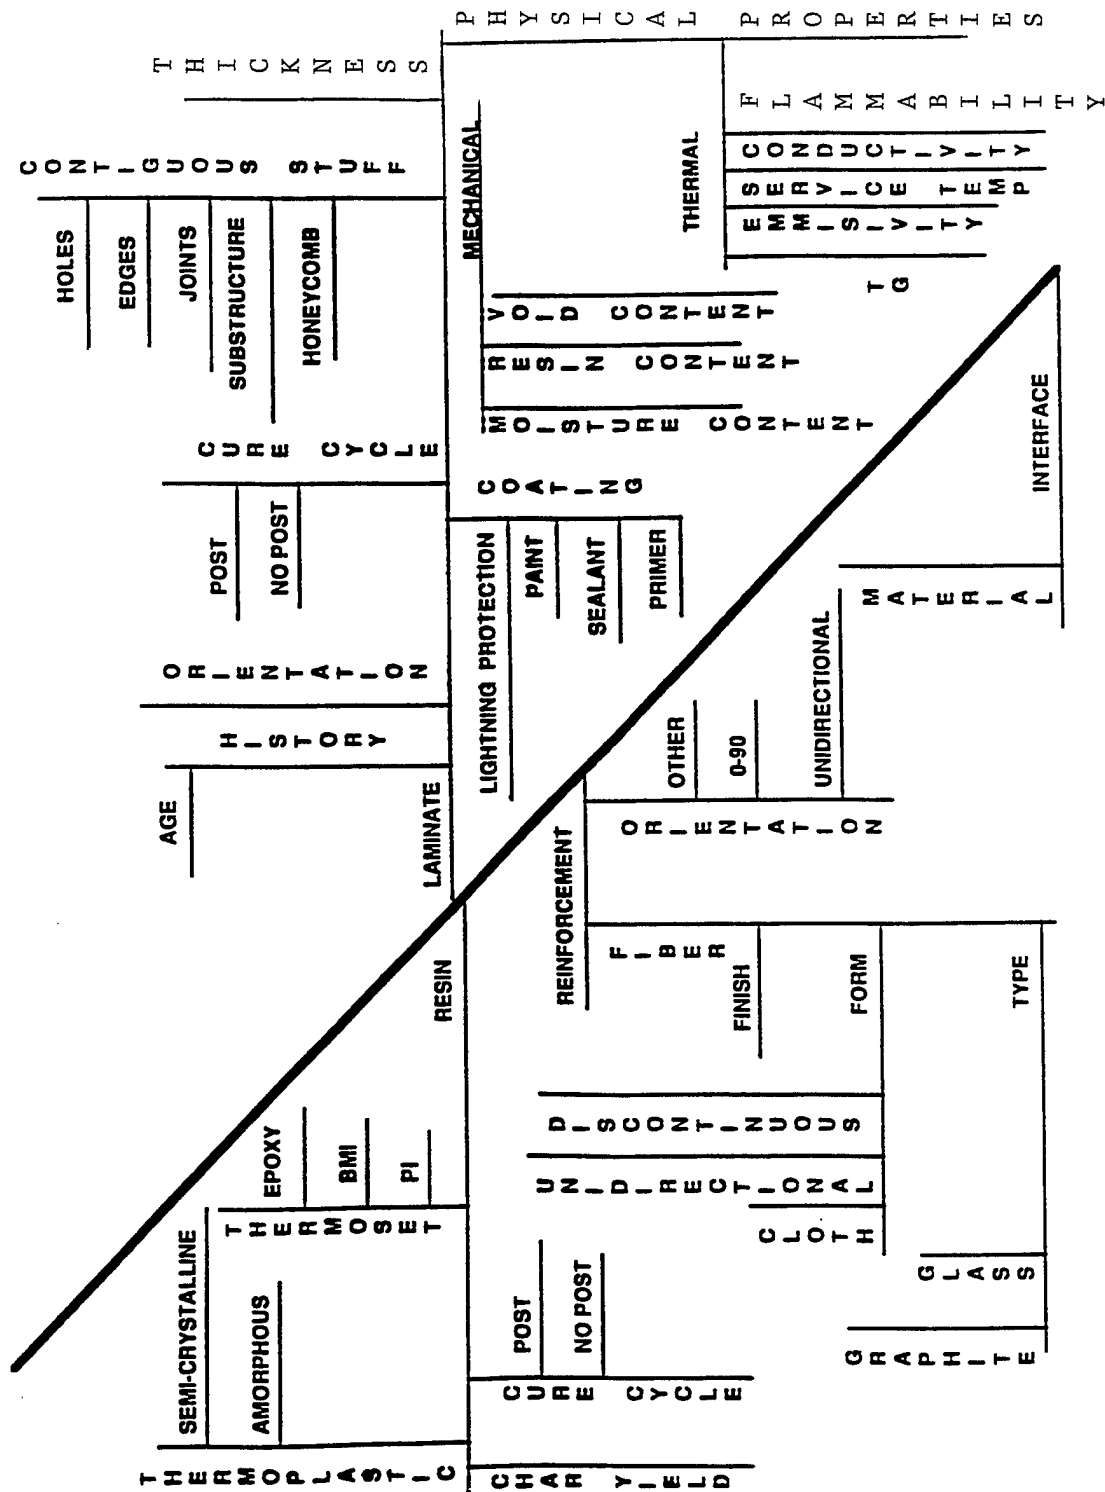 THICKNESS
PHYSICAL PROPERTIES
CONTIGUOUS STUFF
HOLES
EDGES
JOINTS
SUBSTRUCTURE
HONEYCOMB
MECHANICAL
THERMAL
FLAMMABILITY
CONDUCTIVITY
SERVICE TEMP
EMMISIVITY
TG
VOID CONTENT
RESIN CONTENT
MOISTURE CONTENT
CURE CYCLE
POST
NO POST
COATING
LIGHTNING PROTECTION
PAINT
SEALANT
PRIMER
ORIENTATION
HISTORY
AGE
LAMINATE
INTERFACE
MATERIAL
REINFORCEMENT
ORIENTATION
OTHER
0-90
UNIDIRECTIONAL
FIBER
FINISH
FORM
TYPE
DISCONTINUOUS
UNIDIRECTIONAL
CLOTH
GLASS
GRAPHITE
RESIN
THERMOSET
EPOXY
BMI
PI
THERMOPLASTIC
SEMI-CRYSTALLINE
AMORPHOUS
CURE CYCLE
POST
NO POST
CHAR YIELD